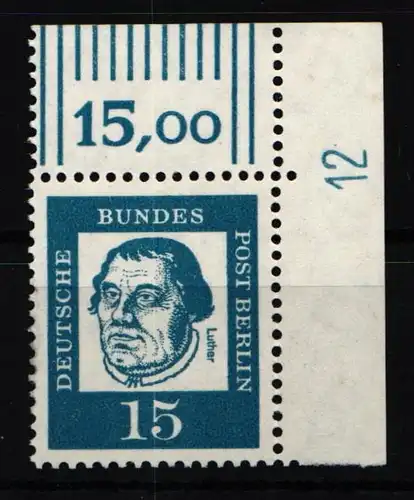 15,00
12
BUNDES
DEUTSCHE
POST BERLIN
Luther
15